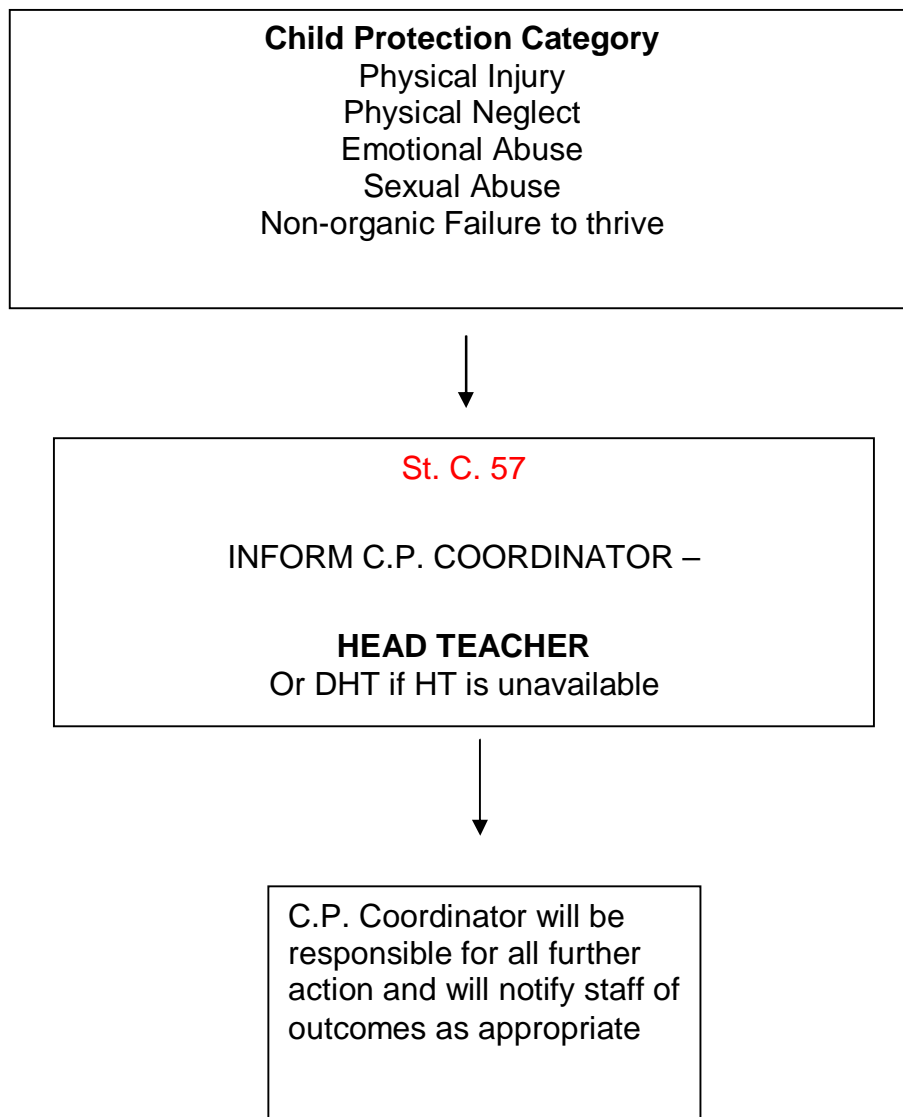 Child Protection Category
Physical Injury
Physical Neglect
Emotional Abuse
Sexual Abuse
Non-organic Failure to thrive
St. C. 57
INFORM C.P. COORDINATOR –
HEAD TEACHER
Or DHT if HT is unavailable
C.P. Coordinator will be
responsible for all further
action and will notify staff of
outcomes as appropriate